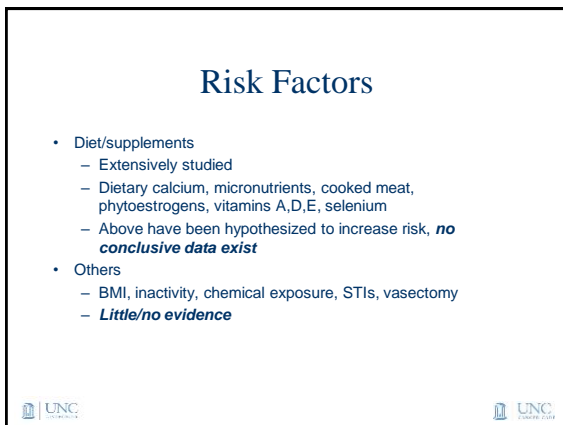 Risk Factors
• Diet/supplements
– Extensively studied
– Dietary calcium, micronutrients, cooked meat,
phytoestrogens, vitamins A,D,E, selenium
– Above have been hypothesized to increase risk, no
conclusive data exist
• Others
– BMI, inactivity, chemical exposure, STIs, vasectomy
– Little/no evidence
UNC
UNC